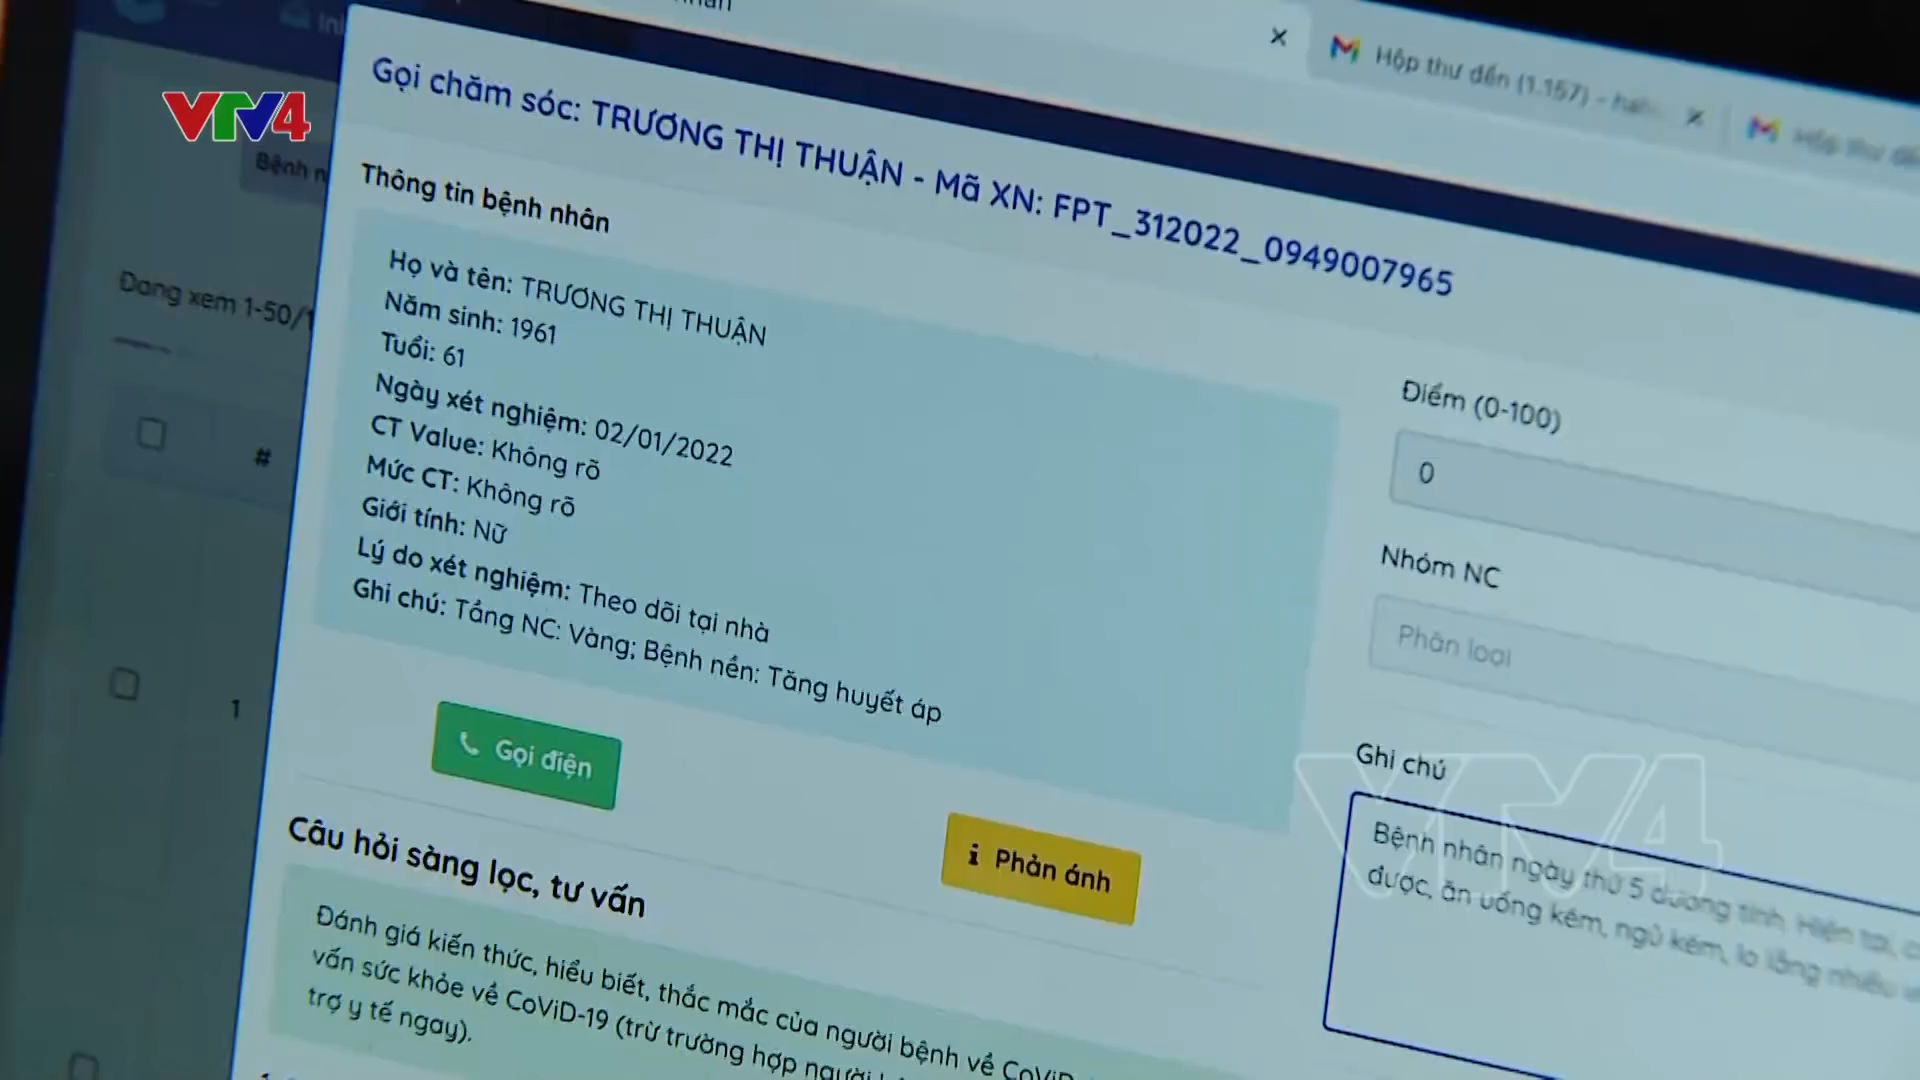 VTV4
Hộp thư đến (1.157)
Gọi chăm sóc: TRƯƠNG THỊ THUẬN - Mã XN: FPT_312022_0949007965
Bệnh n
Thông tin bệnh nhân
Họ và tên: TRƯƠNG THỊ THUẬN
Năm sinh: 1961
Tuổi: 61
Ngày xét nghiệm: 02/01/2022
CT Value: Không rõ
Mức CT: Không rõ
Giới tính: Nữ
Lý do xét nghiệm: Theo dõi tại nhà
Ghi chú: Tầng NC: Vàng; Bệnh nền: Tăng huyết áp
Đang xem 1-50/1
#
1
Gọi điện
Phản ánh
Câu hỏi sàng lọc, tư vấn
Đánh giá kiến thức, hiểu biết, thắc mắc của người bệnh về CoViD
vấn sức khỏe về CoViD-19 (trừ trường hợp người
trợ y tế ngay).
Điểm (0-100)
0
Nhóm NC
Phân loại
Ghi chú
Bệnh nhân ngày thứ 5 dương tính. Hiện tại,
được, ăn uống kém, ngủ kém, lo lắng nhiều
VTV4